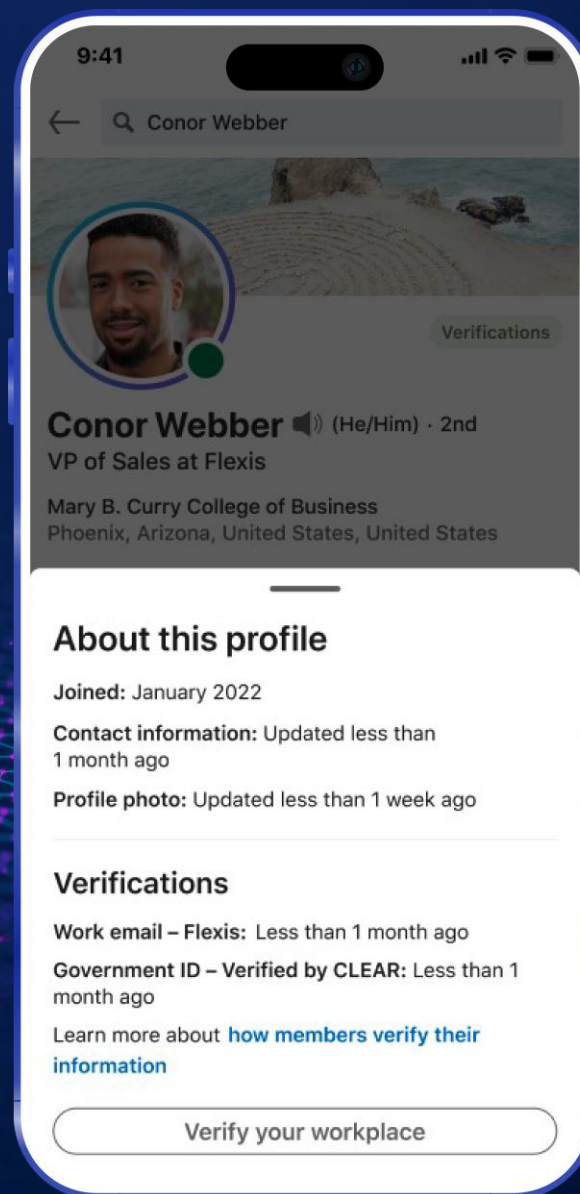 9:41
Conor Webber
Verifications
Conor Webber (He/Him) · 2nd
VP of Sales at Flexis
Mary B. Curry College of Business
Phoenix, Arizona, United States, United States
About this profile
Joined: January 2022
Contact information: Updated less than
1 month ago
Profile photo: Updated less than 1 week ago
Verifications
Work email – Flexis: Less than 1 month ago
Government ID – Verified by CLEAR: Less than 1
month ago
Learn more about how members verify their
information
Verify your workplace